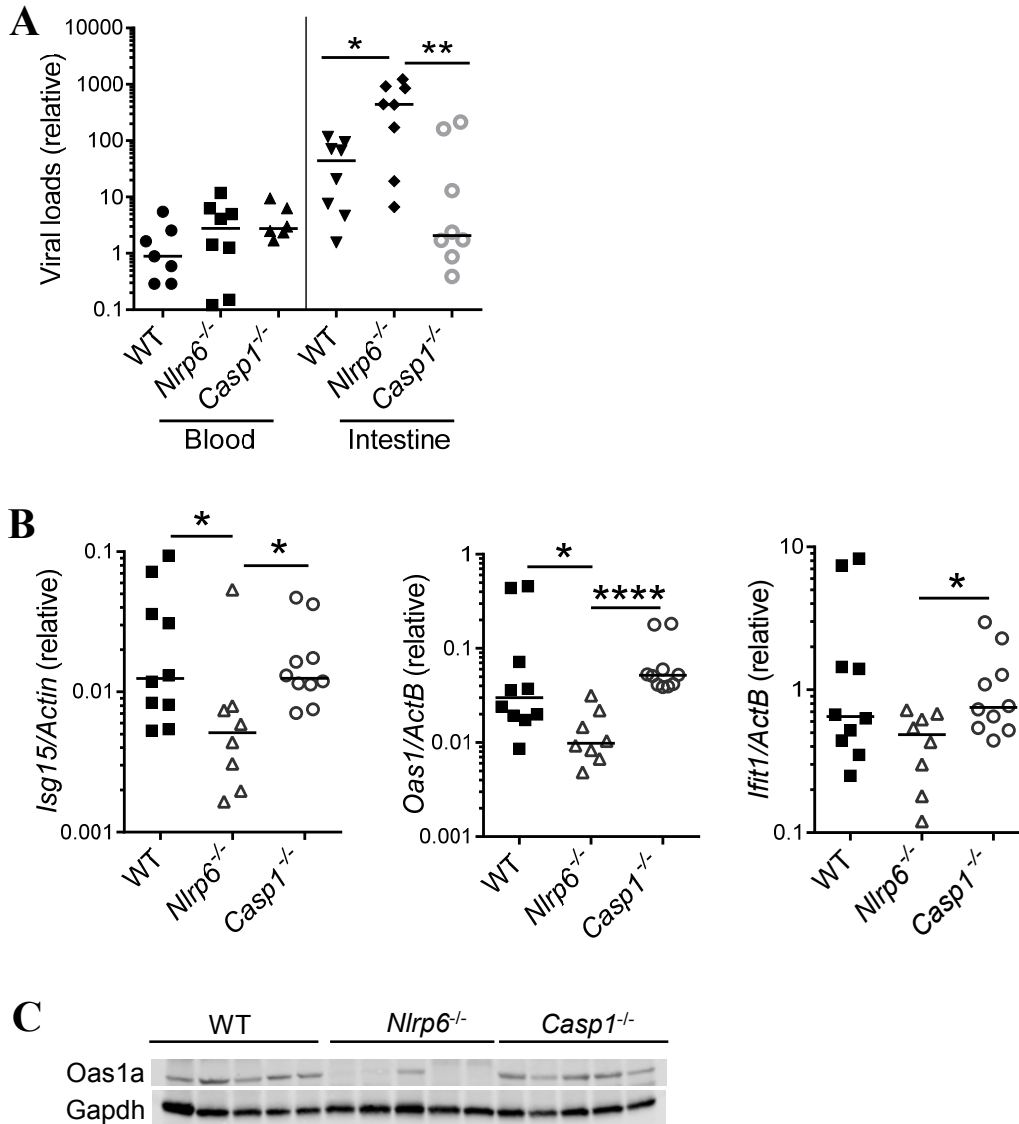 A
Viral loads (relative)
10000
1000
100
10
1
0.1
* **
WT Nlrp6-/- Casp1-/- WT Nlrp6-/- Casp1-/-
Blood Intestine
B
Isg15/Actin (relative)
0.1
0.01
0.001
* *
WT Nlrp6-/- Casp1-/-
Oas1/ActB (relative)
1
0.1
0.01
0.001
* ****
WT Nlrp6-/- Casp1-/-
Ifit1/ActB (relative)
10
1
0.1
*
WT Nlrp6-/- Casp1-/-
C
WT Nlrp6-/- Casp1-/-
Oas1a
Gapdh